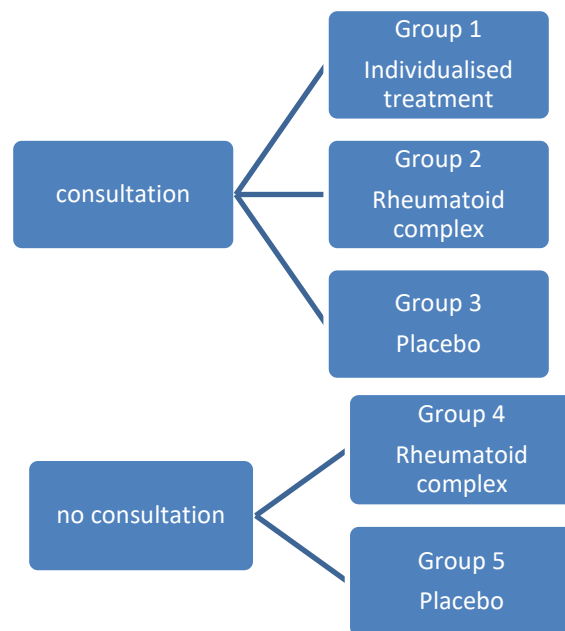 Group 1
Individualised
treatment
consultation
Group 2
Rheumatoid
complex
Group 3
Placebo
Group 4
Rheumatoid
complex
no consultation
Group 5
Placebo